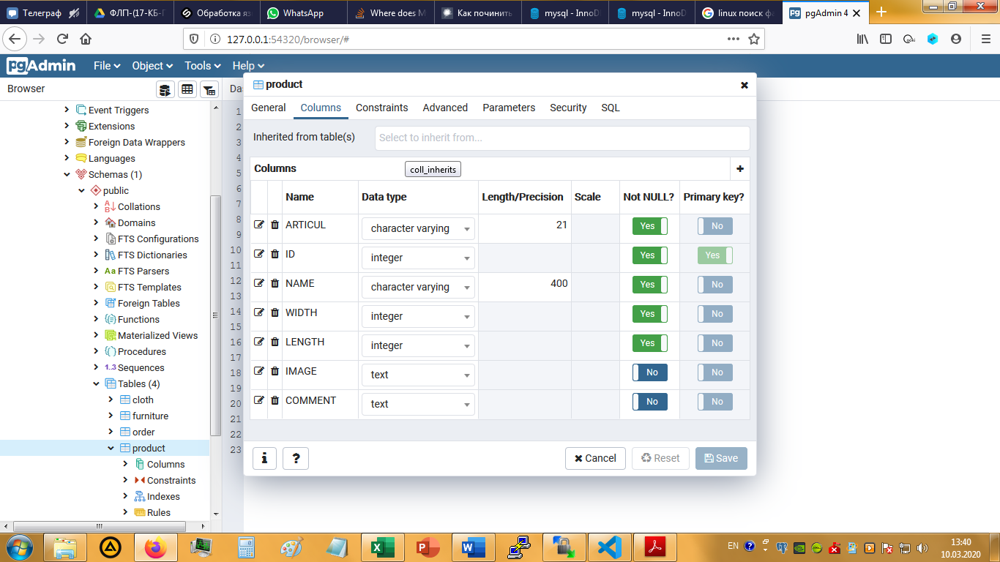 Телеграф
ФЛП-(17-КБ-
Обработка яз
WhatsApp
Where does M
Как починить
mysql - InnoD
mysql - InnoD
linux поиск фа
pgAdmin 4
127.0.0.1:54320/browser/#
pgAdmin File Object Tools Help
Browser
Da
Event Triggers
Extensions
Foreign Data Wrappers
Languages
Schemas (1)
public
Collations
Domains
FTS Configurations
FTS Dictionaries
Aa FTS Parsers
FTS Templates
Foreign Tables
Functions
Materialized Views
Procedures
1..3 Sequences
Tables (4)
cloth
furniture
order
product
Columns
Constraints
Indexes
Rules
1
2
3
4
5
6
7
8
9
10
11
12
13
14
15
16
17
18
19
20
21
22
23
product
General Columns Constraints Advanced Parameters Security SQL
Inherited from table(s) Select to inherit from...
Columns
coll_inherits
Name Data type Length/Precision Scale Not NULL? Primary key?
ARTICUL character varying 21 Yes No
ID integer Yes Yes
NAME character varying 400 Yes No
WIDTH integer Yes No
LENGTH integer Yes No
IMAGE text No No
COMMENT text No No
i ? Cancel Reset Save
EN
13:40
10.03.2020